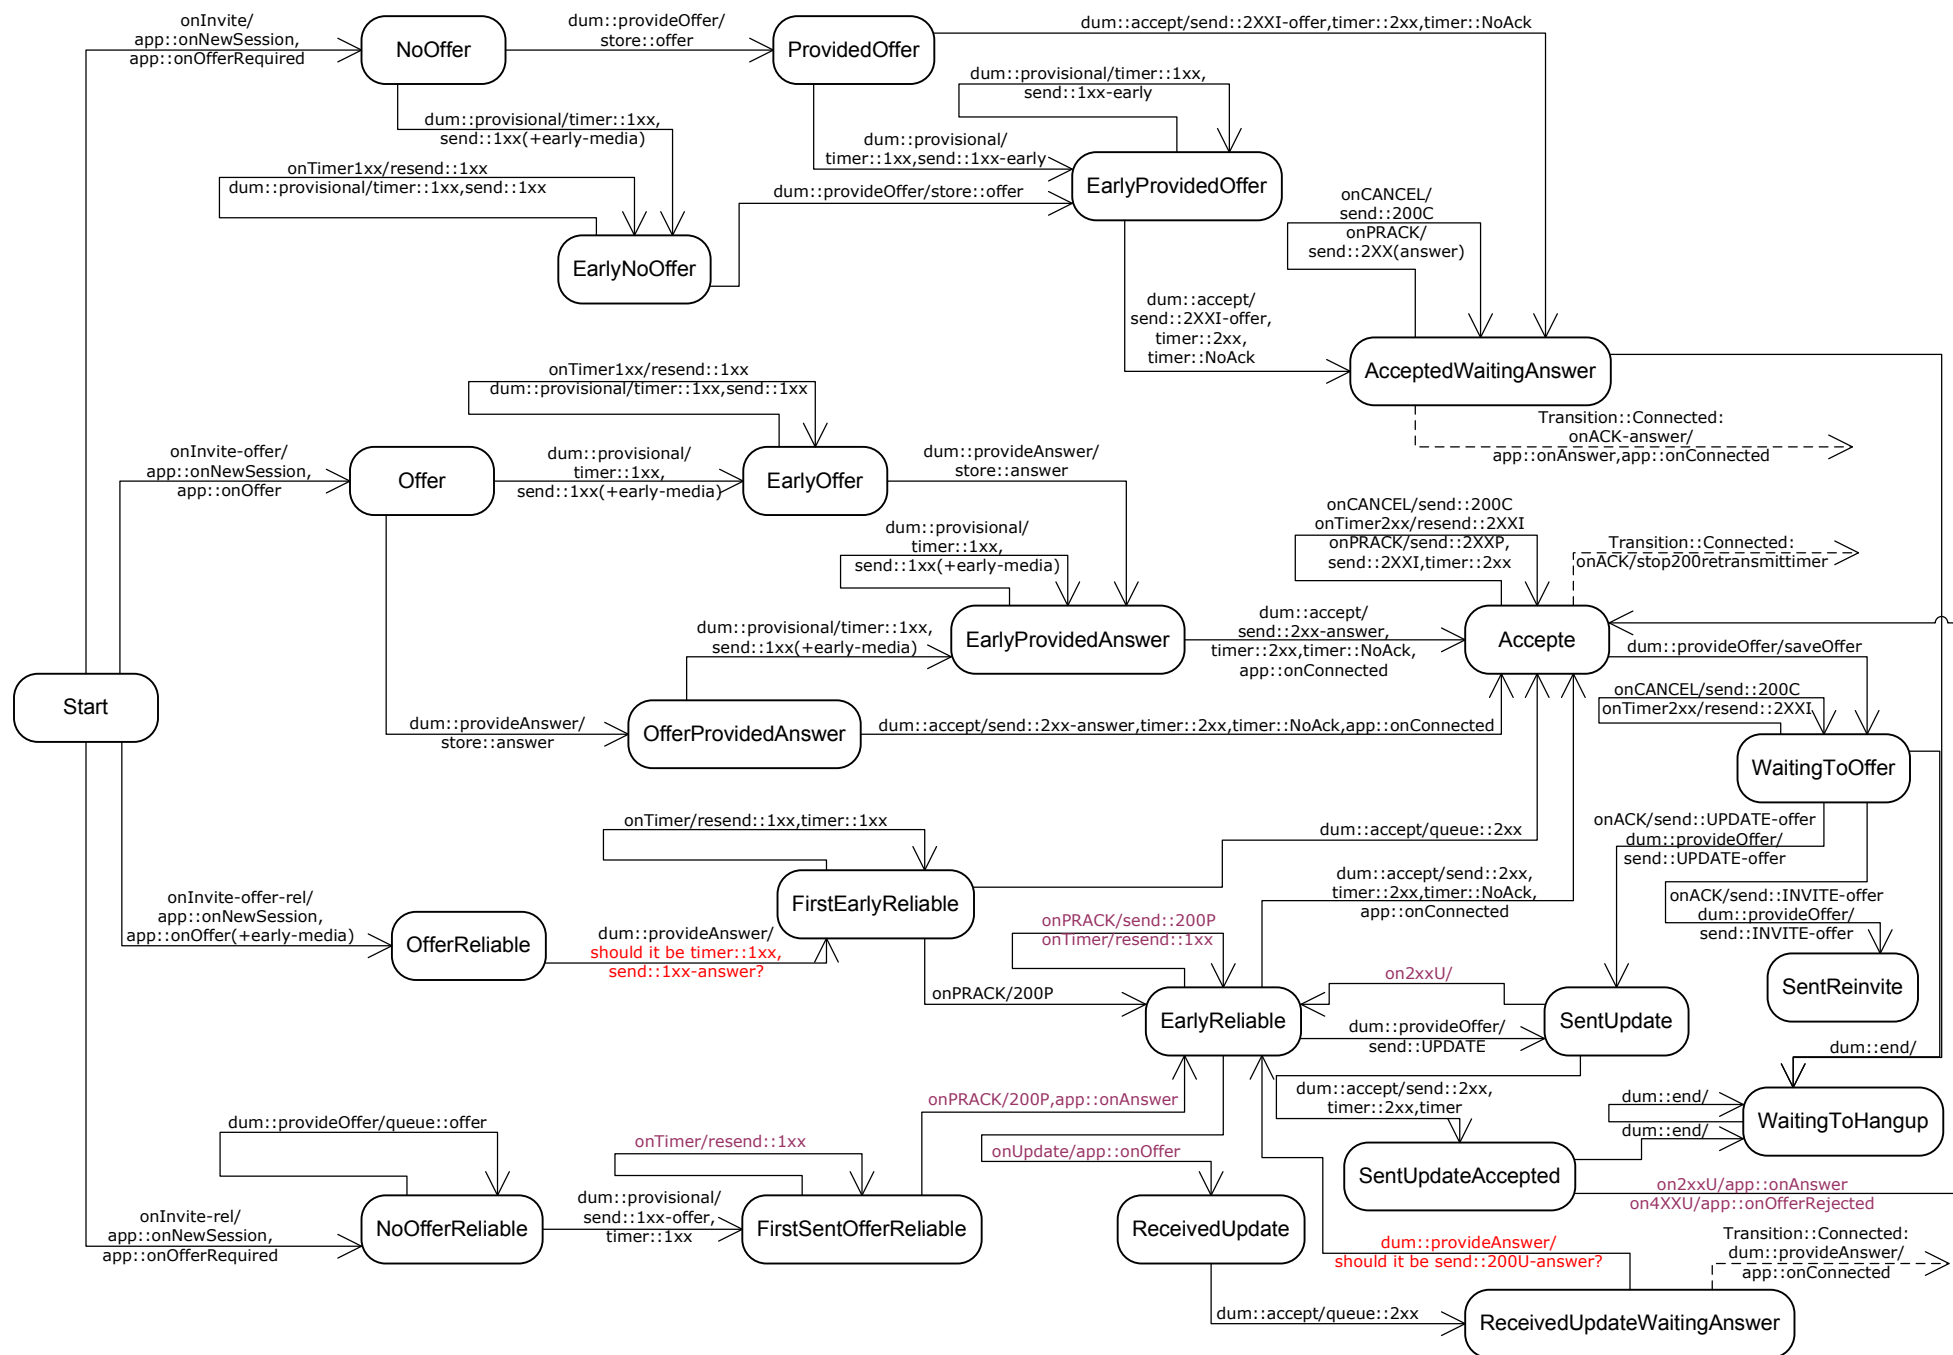 onInvite/
app::onNewSession,
app::onOfferRequired
NoOffer
dum::provideOffer/
store::offer
ProvidedOffer
dum::accept/send::2XXI-offer,timer::2xx,timer::NoAck
dum::provisional/timer::1xx,
send::1xx-early
dum::provisional/timer::1xx,
send::1xx(+early-media)
dum::provisional/
timer::1xx,send::1xx-early
EarlyProvidedOffer
onTimer1xx/resend::1xx
dum::provisional/timer::1xx,send::1xx
dum::provideOffer/store::offer
EarlyNoOffer
onCANCEL/
send::200C
onPRACK/
send::2XX(answer)
dum::accept/
send::2XXI-offer,
timer::2xx,
timer::NoAck
AcceptedWaitingAnswer
Transition::Connected:
onACK-answer/
app::onAnswer,app::onConnected
onTimer1xx/resend::1xx
dum::provisional/timer::1xx,send::1xx
onInvite-offer/
app::onNewSession,
app::onOffer
Offer
dum::provisional/
timer::1xx,
send::1xx(+early-media)
EarlyOffer
dum::provideAnswer/
store::answer
dum::provisional/
timer::1xx,
send::1xx(+early-media)
onCANCEL/send::200C
onTimer2xx/resend::2XXI
onPRACK/send::2XXP,
send::2XXI,timer::2xx
Transition::Connected:
onACK/stop200retransmittimer
dum::provisional/timer::1xx,
send::1xx(+early-media)
EarlyProvidedAnswer
dum::accept/
send::2xx-answer,
timer::2xx,timer::NoAck,
app::onConnected
Accepte
dum::provideOffer/saveOffer
onCANCEL/send::200C
onTimer2xx/resend::2XXI
Start
dum::provideAnswer/
store::answer
OfferProvidedAnswer
dum::accept/send::2xx-answer,timer::2xx,timer::NoAck,app::onConnected
WaitingToOffer
onTimer/resend::1xx,timer::1xx
dum::accept/queue::2xx
onACK/send::UPDATE-offer
dum::provideOffer/
send::UPDATE-offer
onInvite-offer-rel/
app::onNewSession,
app::onOffer(+early-media)
OfferReliable
dum::provideAnswer/
should it be timer::1xx,
send::1xx-answer?
FirstEarlyReliable
dum::accept/send::2xx,
timer::2xx,timer::NoAck,
app::onConnected
onACK/send::INVITE-offer
dum::provideOffer/
send::INVITE-offer
onPRACK/send::200P
onTimer/resend::1xx
onPRACK/200P
EarlyReliable
on2xxU/
SentUpdate
SentReinvite
dum::provideOffer/
send::UPDATE
dum::end/
dum::accept/send::2xx,
timer::2xx,timer
dum::end/
WaitingToHangup
dum::end/
onPRACK/200P,app::onAnswer
dum::provideOffer/queue::offer
onTimer/resend::1xx
onUpdate/app::onOffer
SentUpdateAccepted
on2xxU/app::onAnswer
on4XXU/app::onOfferRejected
onInvite-rel/
app::onNewSession,
app::onOfferRequired
NoOfferReliable
dum::provisional/
send::1xx-offer,
timer::1xx
FirstSentOfferReliable
ReceivedUpdate
dum::provideAnswer/
should it be send::200U-answer?
Transition::Connected:
dum::provideAnswer/
app::onConnected
dum::accept/queue::2xx
ReceivedUpdateWaitingAnswer